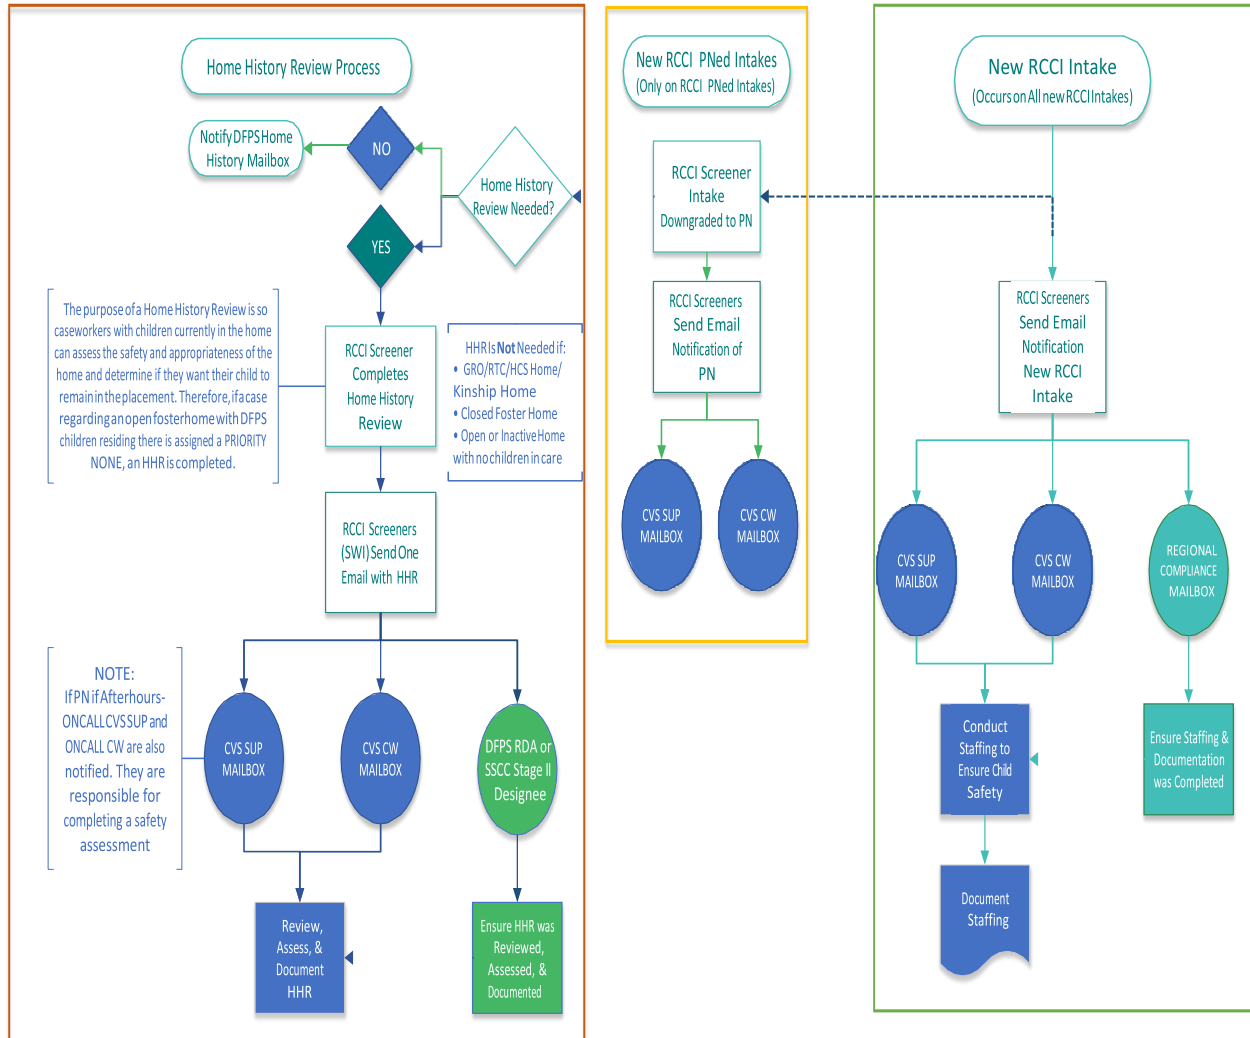 Home History Review Process
Notify DFPS Home
History Mailbox
NO
Home History
Review Needed?
YES
The purpose of a Home History Review is so
caseworkers with children currently in the home
can assess the safety and appropriateness of the
home and determine if they want their child to
remain in the placement. Therefore, if a case
regarding an open foster home with DFPS
children residing there is assigned a PRIORITY
NONE, an HHR is completed.
RCCI Screener
Completes
Home History
Review
HHR Is Not Needed if:
• GRO/RTC/HCS Home/
Kinship Home
• Closed Foster Home
• Open or Inactive Home
with no children in care
RCCI Screeners
(SWI) Send One
Email with HHR
NOTE:
If PN if Afterhours-
ONCALL CVS SUP and
ONCALL CW are also
notified. They are
responsible for
completing a safety
assessment
CVS SUP
MAILBOX
CVS CW
MAILBOX
DFPS RDA or
SSCC Stage II
Designee
Review,
Assess, &
Document
HHR
Ensure HHR was
Reviewed,
Assessed, &
Documented
New RCCI PNed Intakes
(Only on RCCI PNed Intakes)
RCCI Screener
Intake
Downgraded to PN
RCCI Screeners
Send Email
Notification of
PN
CVS SUP
MAILBOX
CVS CW
MAILBOX
New RCCI Intake
(Occurs on All new RCCI Intakes)
RCCI Screeners
Send Email
Notification
New RCCI
Intake
CVS SUP
MAILBOX
CVS CW
MAILBOX
REGIONAL
COMPLIANCE
MAILBOX
Conduct
Staffing to
Ensure Child
Safety
Ensure Staffing &
Documentation
was Completed
Document
Staffing